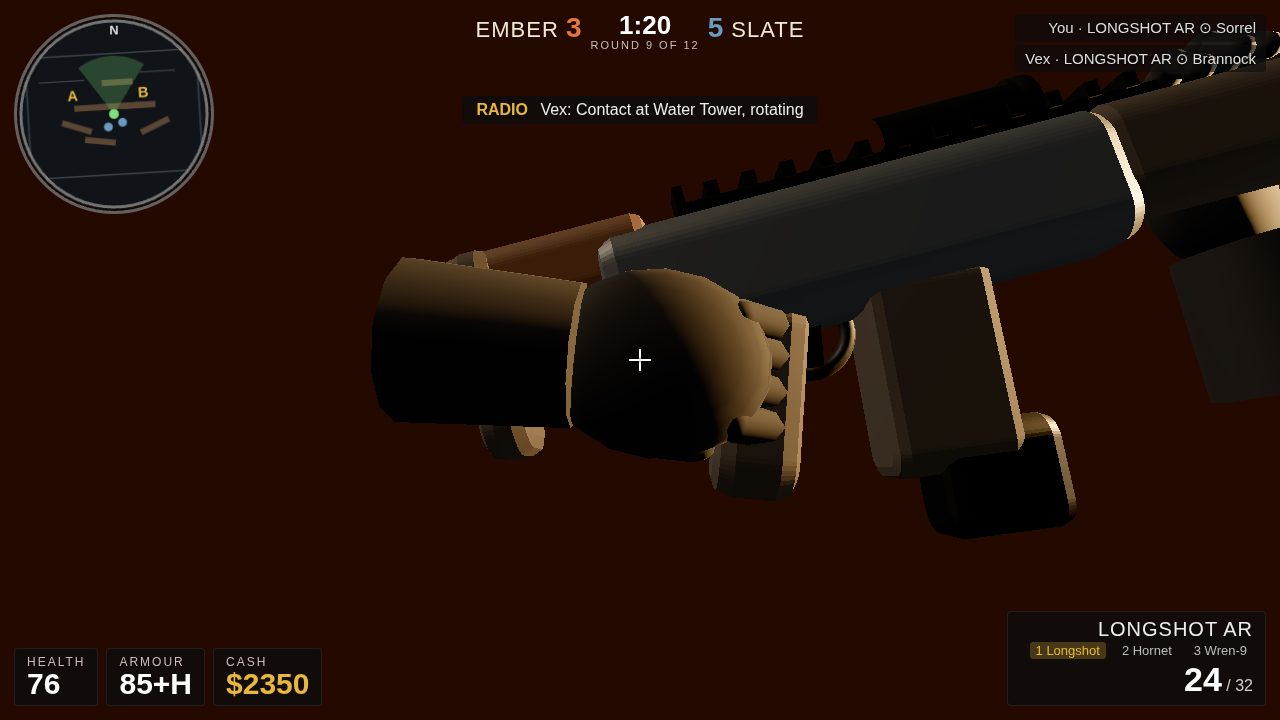 N
A
B
EMBER 3 1:20 5 SLATE
ROUND 9 OF 12
You · LONGSHOT AR ⊙ Sorrel
Vex · LONGSHOT AR ⊙ Brannock
RADIO Vex: Contact at Water Tower, rotating
HEALTH
76
ARMOUR
85+H
CASH
$2350
LONGSHOT AR
1 Longshot 2 Hornet 3 Wren-9
24 / 32